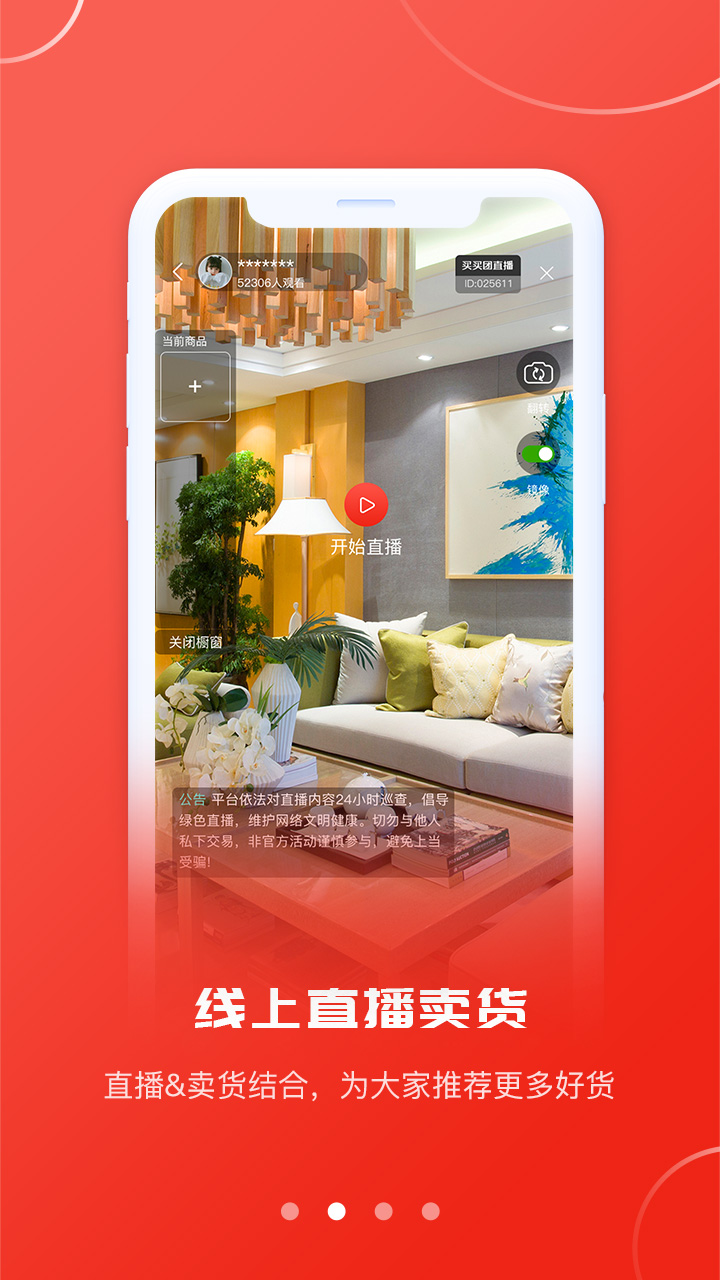 *******
52306人观看
买买团直播
ID:025611
当前商品
+
翻转
镜像
开始直播
关闭橱窗
公告 平台依法对直播内容24小时巡查，倡导
绿色直播，维护网络文明健康。切勿与他人
私下交易，非官方活动谨慎参与，避免上当
受骗!
线上直播卖货
直播&卖货结合，为大家推荐更多好货